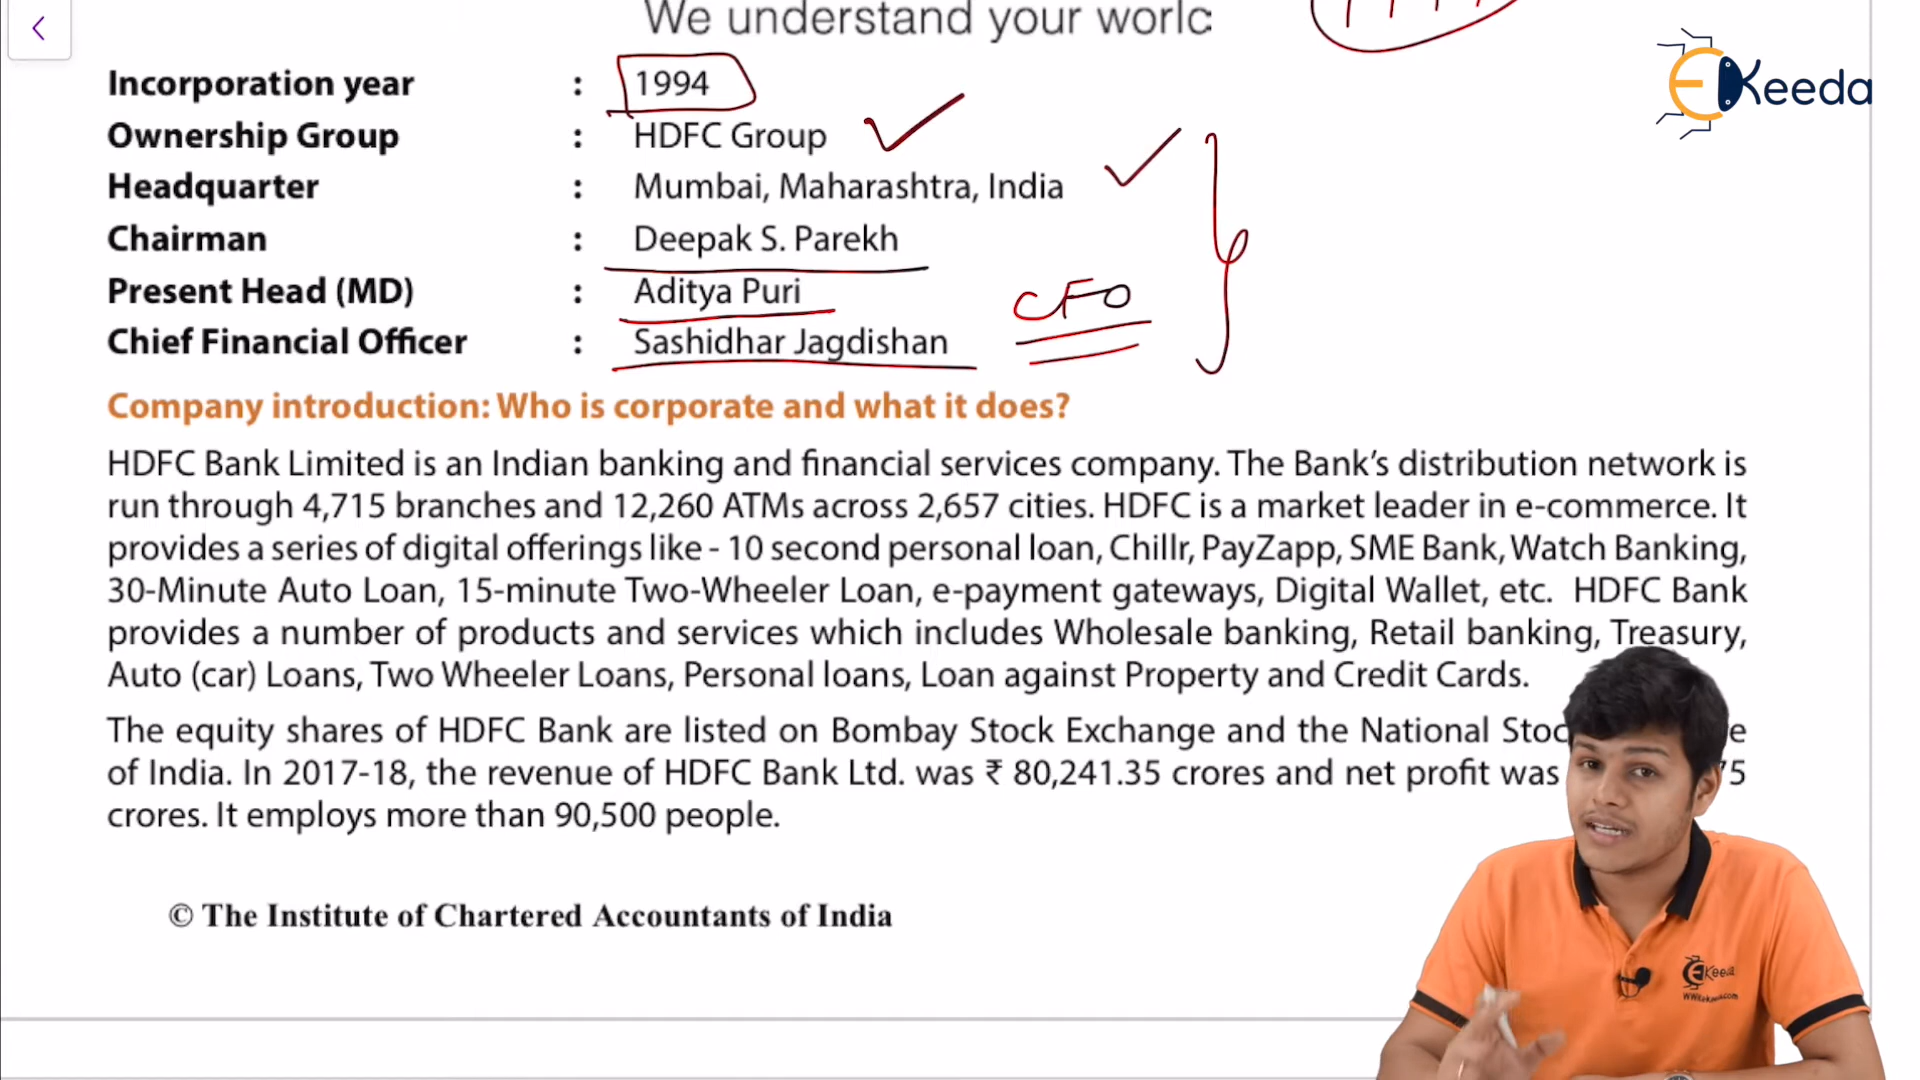 We understand your worl
Incorporation year : 1994
Ownership Group : HDFC Group
Headquarter : Mumbai, Maharashtra, India
Chairman : Deepak S. Parekh
Present Head (MD) : Aditya Puri
Chief Financial Officer : Sashidhar Jagdishan
CFO
EKeeda
Company introduction: Who is corporate and what it does?
HDFC Bank Limited is an Indian banking and financial services company. The Bank's distribution network is
run through 4,715 branches and 12,260 ATMs across 2,657 cities. HDFC is a market leader in e-commerce. It
provides a series of digital offerings like - 10 second personal loan, Chillr, PayZapp, SME Bank, Watch Banking,
30-Minute Auto Loan, 15-minute Two-Wheeler Loan, e-payment gateways, Digital Wallet, etc. HDFC Bank
provides a number of products and services which includes Wholesale banking, Retail banking, Treasury,
Auto (car) Loans, Two Wheeler Loans, Personal loans, Loan against Property and Credit Cards.
The equity shares of HDFC Bank are listed on Bombay Stock Exchange and the National Stoc e
of India. In 2017-18, the revenue of HDFC Bank Ltd. was ₹ 80,241.35 crores and net profit was 75
crores. It employs more than 90,500 people.
© The Institute of Chartered Accountants of India
EKeeda